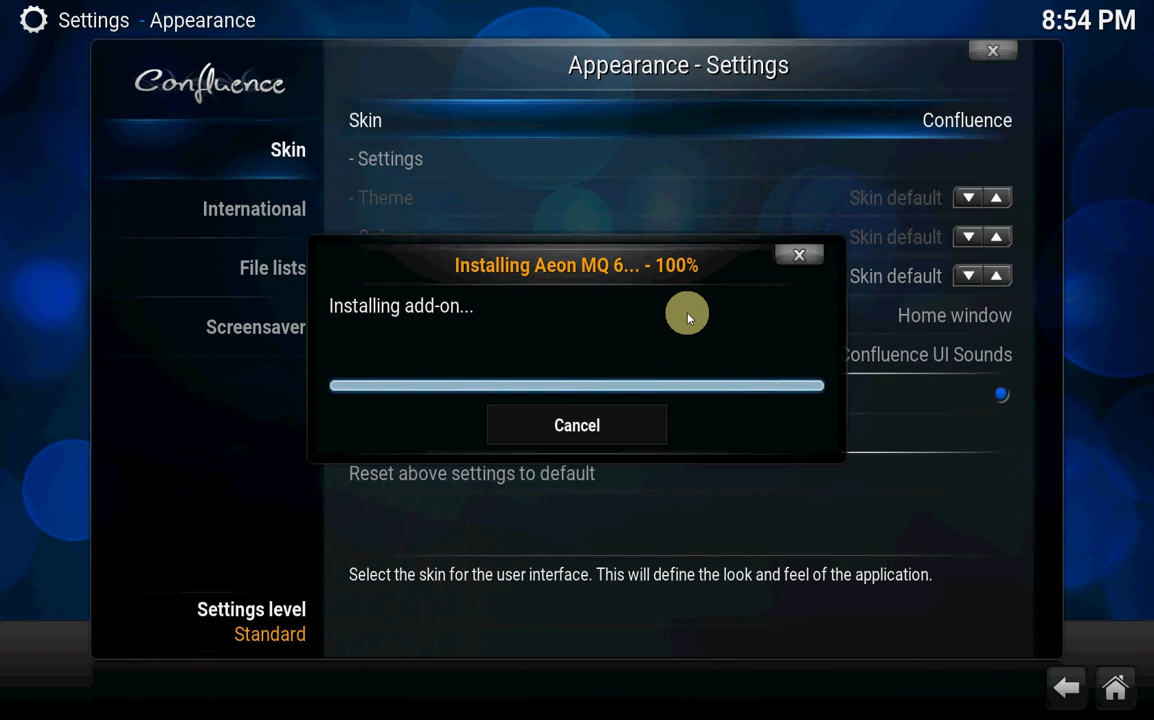 Settings - Appearance
8:54 PM
Confluence
Appearance - Settings
x
Skin
International
File lists
Screensaver
Skin Confluence
- Settings
- Theme Skin default
Skin default
Skin default
Home window
Confluence UI Sounds
Installing Aeon MQ 6... - 100%
x
Installing add-on...
Cancel
Reset above settings to default
Select the skin for the user interface. This will define the look and feel of the application.
Settings level
Standard